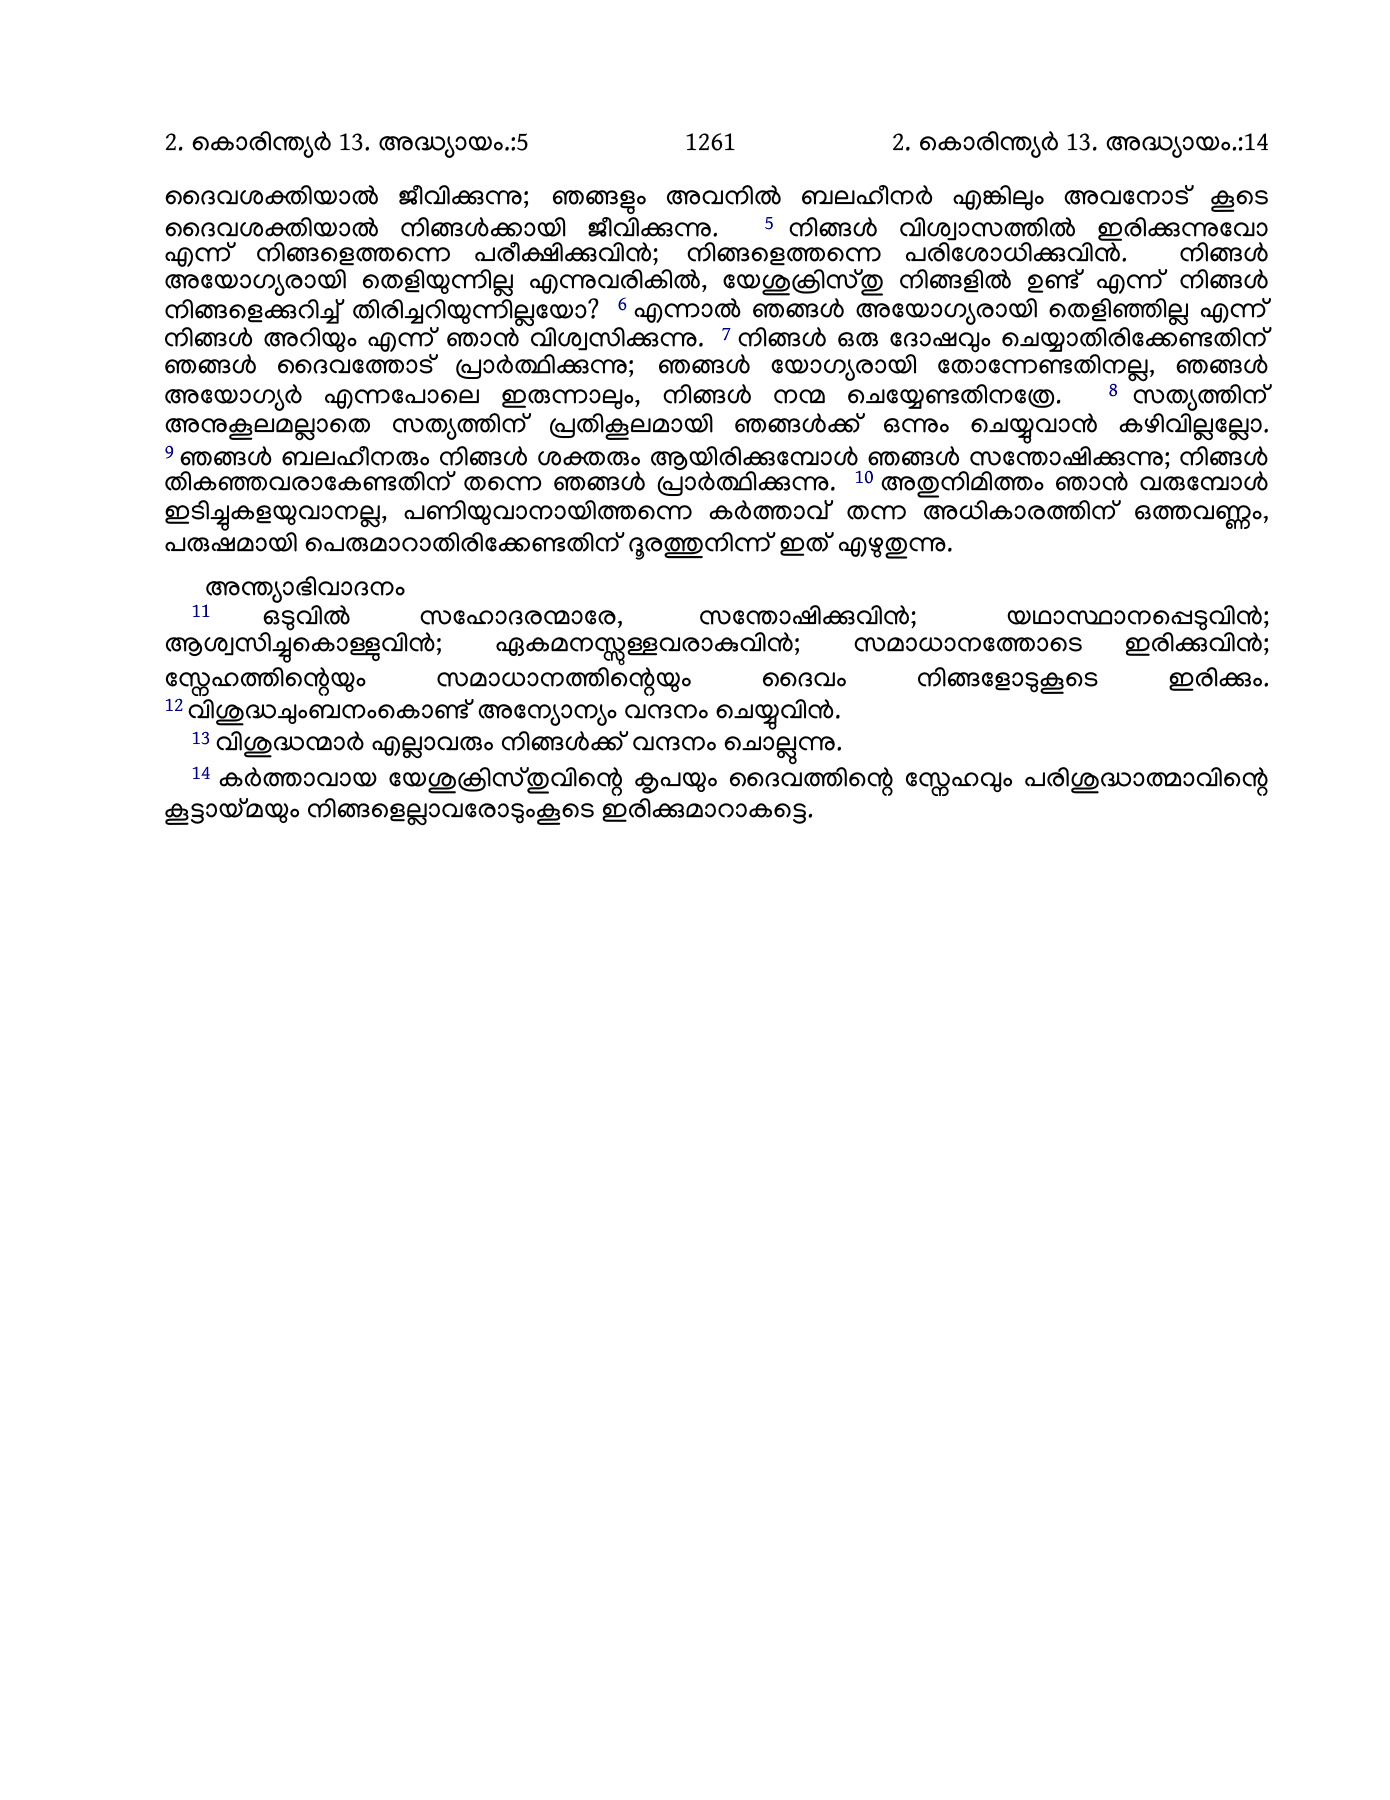 2. കൊരിന്ത്യർ 13. അദ്ധ്യായം.:5 1261 2. കൊരിന്ത്യർ 13. അദ്ധ്യായം.:14
ദൈവശക്തിയാൽ ജീവിക്കുന്നു; ഞങ്ങളും അവനിൽ ബലഹീനർ എങ്കിലും അവനോട് കൂടെ
ദൈവശക്തിയാൽ നിങ്ങൾക്കായി ജീവിക്കുന്നു. 5 നിങ്ങൾ വിശ്വാസത്തിൽ ഇരിക്കുന്നുവോ
എന്ന് നിങ്ങളെത്തന്നെ പരീക്ഷിക്കുവിൻ; നിങ്ങളെത്തന്നെ പരിശോധിക്കുവിൻ. നിങ്ങൾ
അയോഗ്യരായി തെളിയുന്നില്ല എന്നുവരികിൽ, യേശുക്രിസ്തു നിങ്ങളിൽ ഉണ്ട് എന്ന് നിങ്ങൾ
നിങ്ങളെക്കുറിച്ച് തിരിച്ചറിയുന്നില്ലയോ? 6 എന്നാൽ ഞങ്ങൾ അയോഗ്യരായി തെളിഞ്ഞില്ല എന്ന്
നിങ്ങൾ അറിയും എന്ന് ഞാൻ വിശ്വസിക്കുന്നു. 7 നിങ്ങൾ ഒരു ദോഷവും ചെയ്യാതിരിക്കേണ്ടതിന്
ഞങ്ങൾ ദൈവത്തോട് പ്രാർത്ഥിക്കുന്നു; ഞങ്ങൾ യോഗ്യരായി തോന്നേണ്ടതിനല്ല, ഞങ്ങൾ
അയോഗ്യർ എന്നപോലെ ഇരുന്നാലും, നിങ്ങൾ നന്മ ചെയ്യേണ്ടതിനത്രേ. 8 സത്യത്തിന്
അനുകൂലമല്ലാതെ സത്യത്തിന് പ്രതികൂലമായി ഞങ്ങൾക്ക് ഒന്നും ചെയ്യുവാൻ കഴിവില്ലല്ലോ.
9 ഞങ്ങൾ ബലഹീനരും നിങ്ങൾ ശക്തരും ആയിരിക്കുമ്പോൾ ഞങ്ങൾ സന്തോഷിക്കുന്നു; നിങ്ങൾ
തികഞ്ഞവരാകേണ്ടതിന് തന്നെ ഞങ്ങൾ പ്രാർത്ഥിക്കുന്നു. 10 അതുനിമിത്തം ഞാൻ വരുമ്പോൾ
ഇടിച്ചുകളയുവാനല്ല, പണിയുവാനായിത്തന്നെ കർത്താവ് തന്ന അധികാരത്തിന് ഒത്തവണ്ണം,
പരുഷമായി പെരുമാറാതിരിക്കേണ്ടതിന് ദൂരത്തുനിന്ന് ഇത് എഴുതുന്നു.
അന്ത്യാഭിവാദനം
11 ഒടുവിൽ സഹോദരന്മാരേ, സന്തോഷിക്കുവിൻ; യഥാസ്ഥാനപ്പെടുവിൻ;
ആശ്വസിച്ചുകൊള്ളുവിൻ; ഏകമനസ്സുള്ളവരാകുവിൻ; സമാധാനത്തോടെ ഇരിക്കുവിൻ;
സ്നേഹത്തിന്റെയും സമാധാനത്തിന്റെയും ദൈവം നിങ്ങളോടുകൂടെ ഇരിക്കും.
12 വിശുദ്ധചുംബനംകൊണ്ട് അന്യോന്യം വന്ദനം ചെയ്യുവിൻ.
13 വിശുദ്ധന്മാർ എല്ലാവരും നിങ്ങൾക്ക് വന്ദനം ചൊല്ലുന്നു.
14 കർത്താവായ യേശുക്രിസ്തുവിന്റെ കൃപയും ദൈവത്തിന്റെ സ്നേഹവും പരിശുദ്ധാത്മാവിന്റെ
കൂട്ടായ്മയും നിങ്ങളെല്ലാവരോടുംകൂടെ ഇരിക്കുമാറാകട്ടെ.